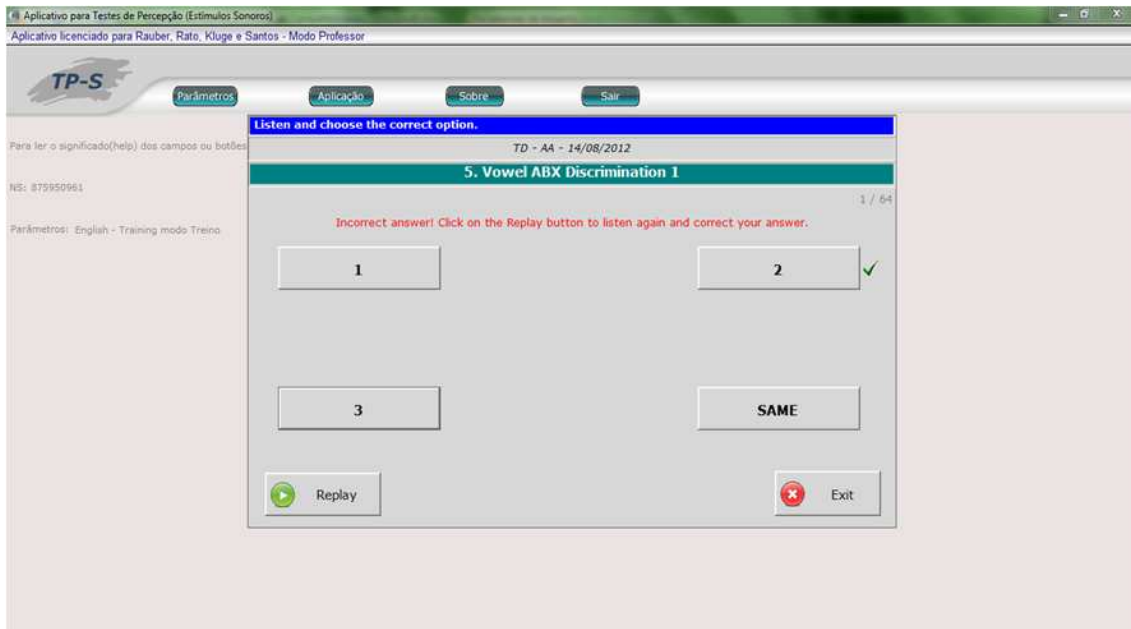 Aplicativo para Testes de Percepção (Estímulos Sonoros)
Aplicativo licenciado para Rauber, Rato, Kluge e Santos - Modo Professor
TP-S
Parâmetros Aplicação Sobre Sair
Listen and choose the correct option.
Para ler o significado(help) dos campos ou botões
TD - AA - 14/08/2012
5. Vowel ABX Discrimination 1
NS: 875950961
1 / 64
Parâmetros: English - Training modo Treino
Incorrect answer! Click on the Replay button to listen again and correct your answer.
1 2
3 SAME
Replay Exit